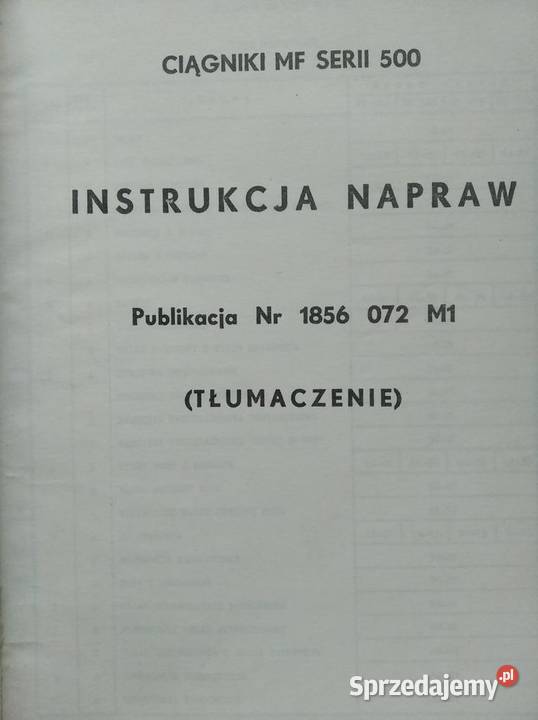 CIĄGNIKI MF SERII 500
INSTRUKCJA NAPRAW
Publikacja Nr 1856 072 M1
(TŁUMACZENIE)
Sprzedajemy.pl